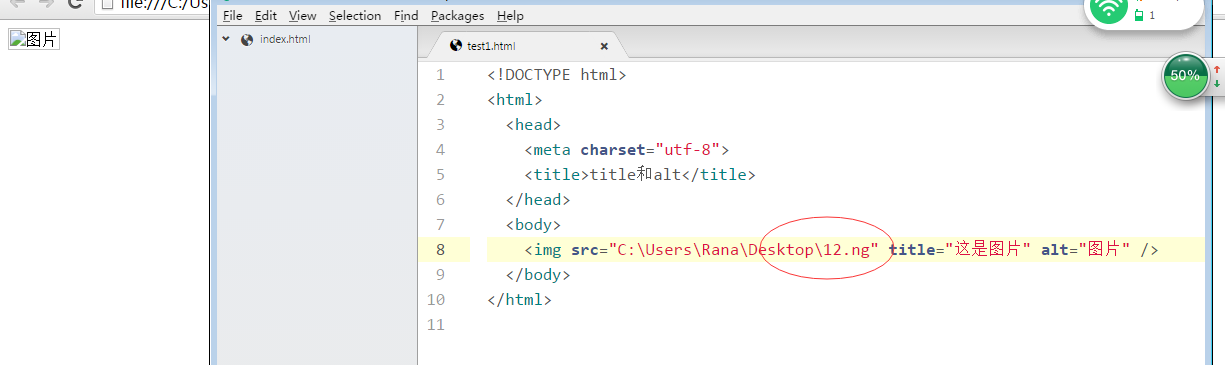 file:///C:/Us
图片
File Edit View Selection Find Packages Help
1
index.html
test1.html
50%
1 <!DOCTYPE html>
2 <html>
3 <head>
4 <meta charset="utf-8">
5 <title>title和alt</title>
6 </head>
7 <body>
8 <img src="C:\Users\Rana\Desktop\12.ng" title="这是图片" alt="图片" />
9 </body>
10 </html>
11